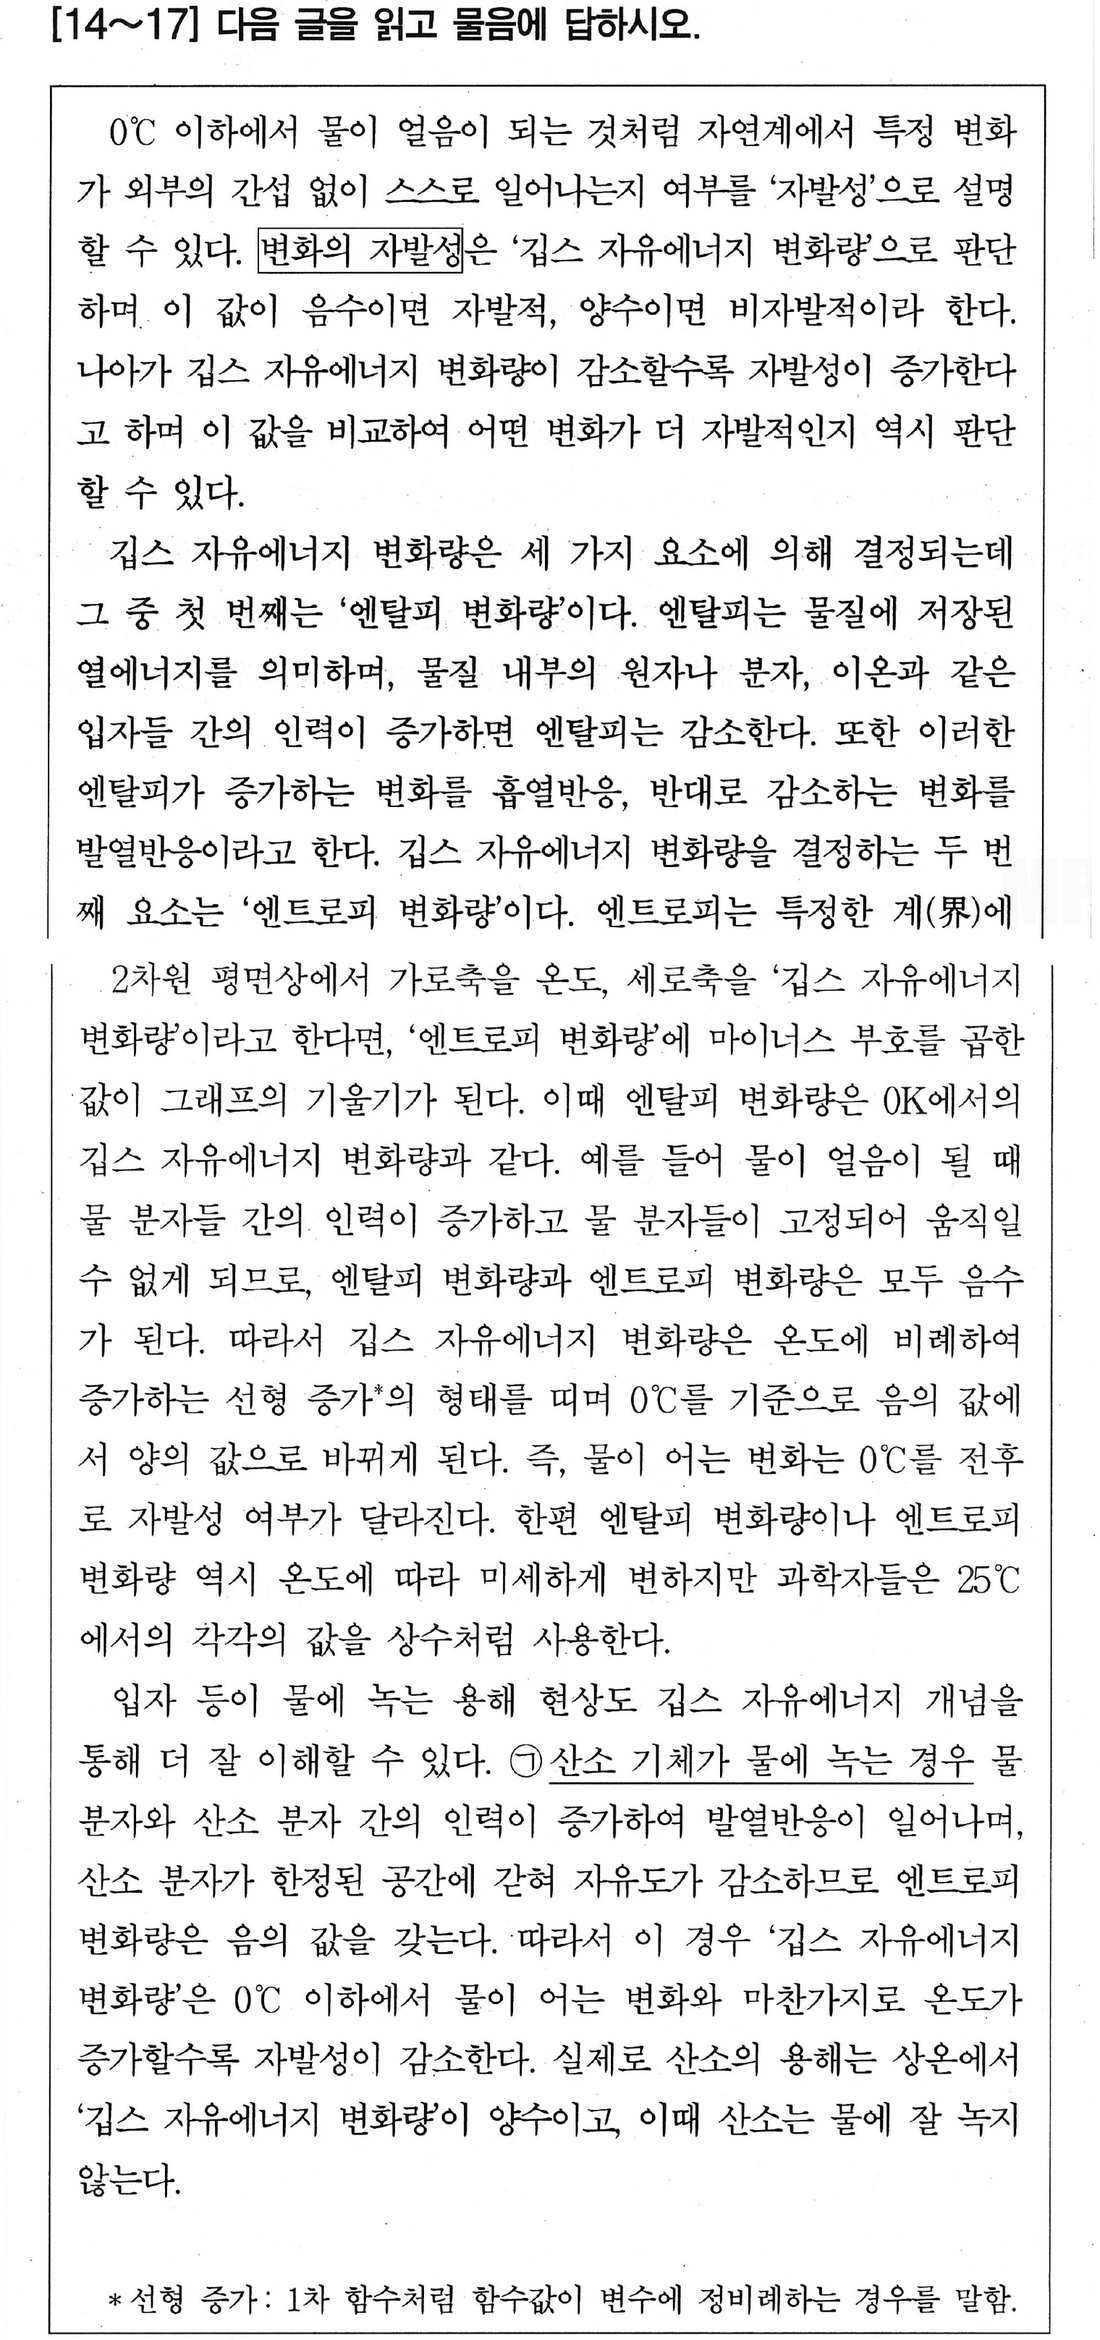 [14～17] 다음 글을 읽고 물음에 답하시오.
0℃ 이하에서 물이 얼음이 되는 것처럼 자연계에서 특정 변화
가 외부의 간섭 없이 스스로 일어나는지 여부를 ‘자발성’으로 설명
할 수 있다. 변화의 자발성은 ‘깁스 자유에너지 변화량’으로 판단
하며 이 값이 음수이면 자발적, 양수이면 비자발적이라 한다.
나아가 깁스 자유에너지 변화량이 감소할수록 자발성이 증가한다
고 하며 이 값을 비교하여 어떤 변화가 더 자발적인지 역시 판단
할 수 있다.
깁스 자유에너지 변화량은 세 가지 요소에 의해 결정되는데
그 중 첫 번째는 ‘엔탈피 변화량’이다. 엔탈피는 물질에 저장된
열에너지를 의미하며, 물질 내부의 원자나 분자, 이온과 같은
입자들 간의 인력이 증가하면 엔탈피는 감소한다. 또한 이러한
엔탈피가 증가하는 변화를 흡열반응, 반대로 감소하는 변화를
발열반응이라고 한다. 깁스 자유에너지 변화량을 결정하는 두 번
째 요소는 ‘엔트로피 변화량’이다. 엔트로피는 특정한 계(界)에
2차원 평면상에서 가로축을 온도, 세로축을 ‘깁스 자유에너지
변화량’이라고 한다면, ‘엔트로피 변화량’에 마이너스 부호를 곱한
값이 그래프의 기울기가 된다. 이때 엔탈피 변화량은 0K에서의
깁스 자유에너지 변화량과 같다. 예를 들어 물이 얼음이 될 때
물 분자들 간의 인력이 증가하고 물 분자들이 고정되어 움직일
수 없게 되므로, 엔탈피 변화량과 엔트로피 변화량은 모두 음수
가 된다. 따라서 깁스 자유에너지 변화량은 온도에 비례하여
증가하는 선형 증가*의 형태를 띠며 0℃를 기준으로 음의 값에
서 양의 값으로 바뀌게 된다. 즉, 물이 어는 변화는 0℃를 전후
로 자발성 여부가 달라진다. 한편 엔탈피 변화량이나 엔트로피
변화량 역시 온도에 따라 미세하게 변하지만 과학자들은 25℃
에서의 각각의 값을 상수처럼 사용한다.
입자 등이 물에 녹는 용해 현상도 깁스 자유에너지 개념을
통해 더 잘 이해할 수 있다. ㉠산소 기체가 물에 녹는 경우 물
분자와 산소 분자 간의 인력이 증가하여 발열반응이 일어나며,
산소 분자가 한정된 공간에 갇혀 자유도가 감소하므로 엔트로피
변화량은 음의 값을 갖는다. 따라서 이 경우 ‘깁스 자유에너지
변화량’은 0℃ 이하에서 물이 어는 변화와 마찬가지로 온도가
증가할수록 자발성이 감소한다. 실제로 산소의 용해는 상온에서
‘깁스 자유에너지 변화량’이 양수이고, 이때 산소는 물에 잘 녹지
않는다.
* 선형 증가: 1차 함수처럼 함수값이 변수에 정비례하는 경우를 말함.